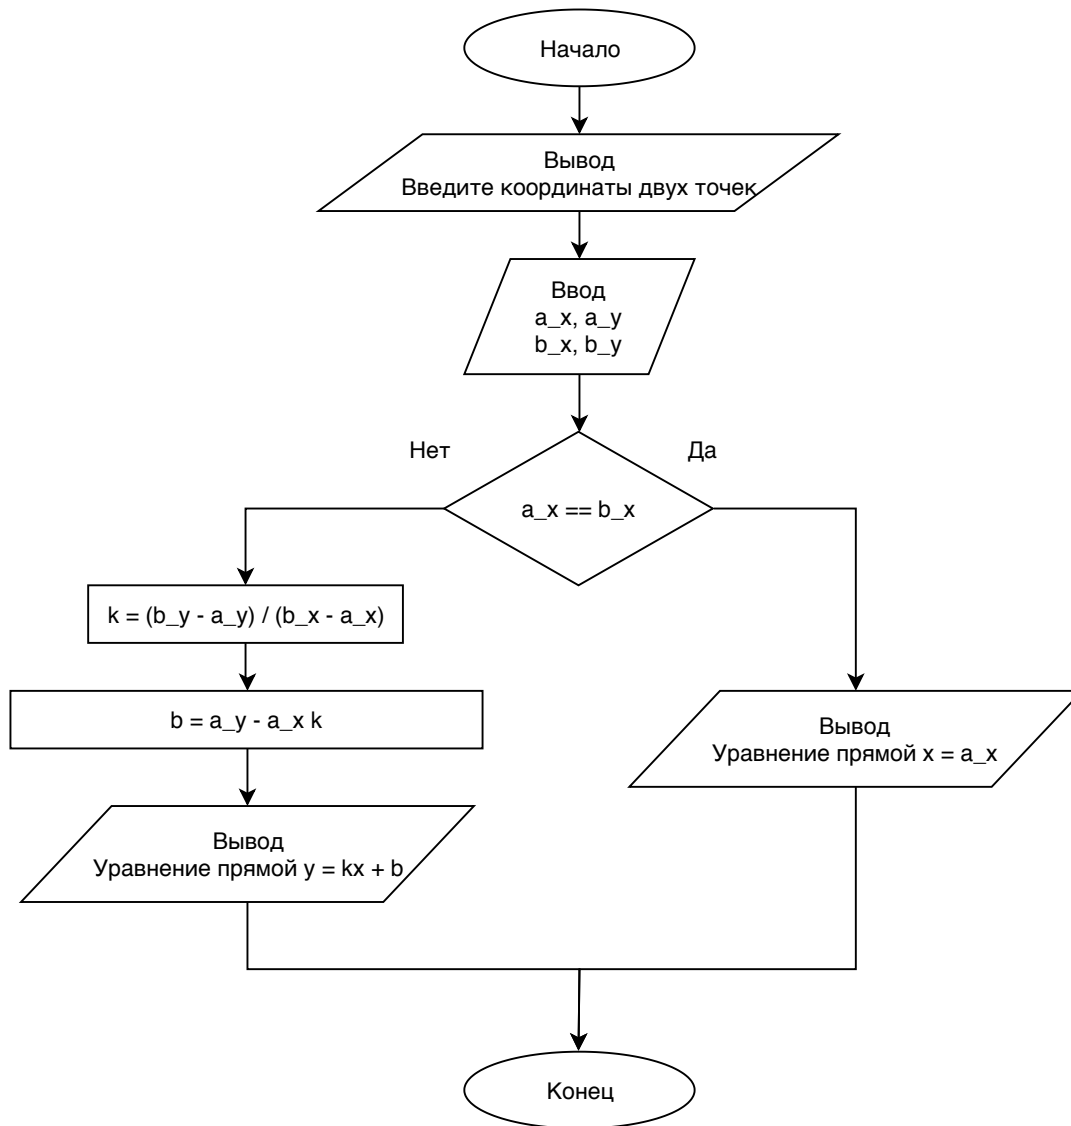 Начало
Вывод
Введите координаты двух точек
Ввод
a_x, a_y
b_x, b_y
Нет
Да
a_x == b_x
k = (b_y - a_y) / (b_x - a_x)
b = a_y - a_x k
Вывод
Уравнение прямой x = a_x
Вывод
Уравнение прямой y = kx + b
Конец